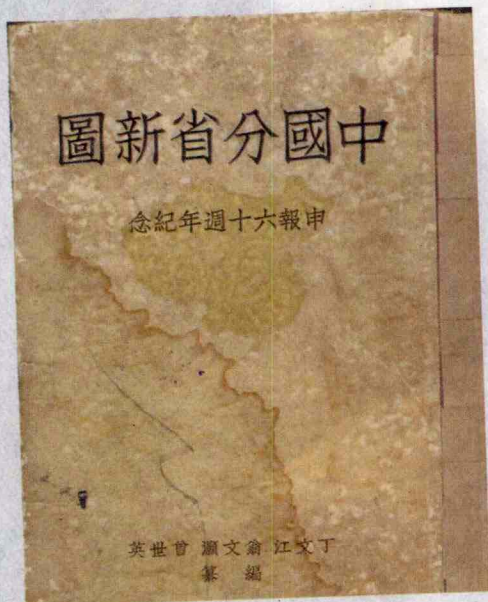 中國分省新圖
申報六十週年紀念
丁文江 翁文灝 曾世英
編纂